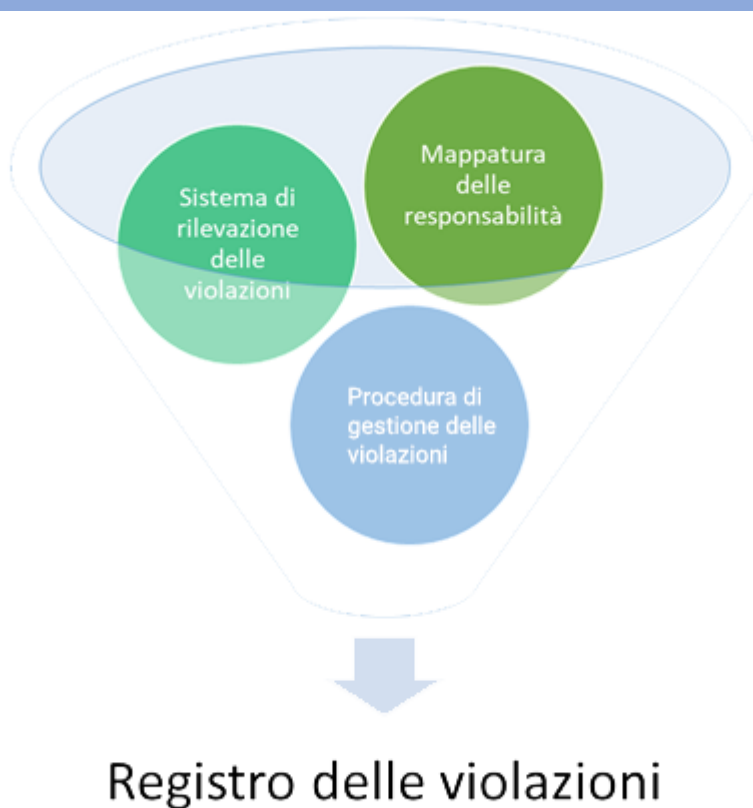 Mappatura
delle
responsabilità
Sistema di
rilevazione
delle
violazioni
Procedura di
gestione delle
violazioni
Registro delle violazioni